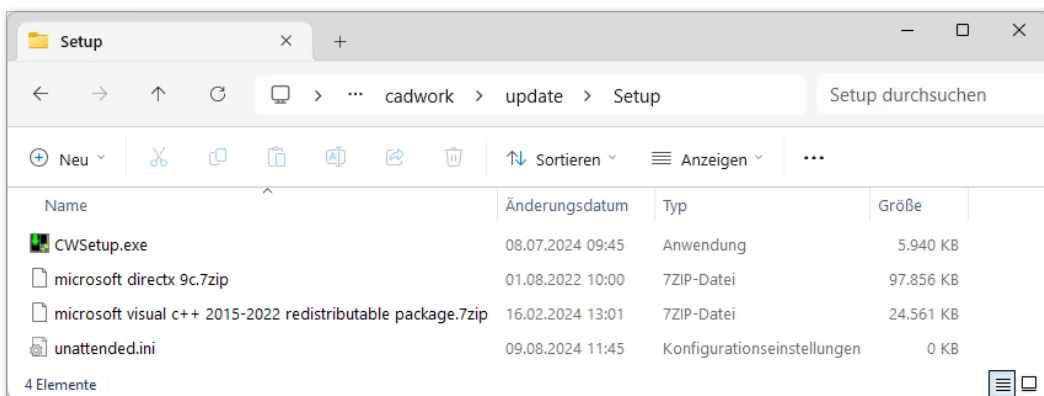 Setup
cadwork > update > Setup
Setup durchsuchen
Neu
Sortieren
Anzeigen
Name Änderungsdatum Typ Größe
CWSetup.exe 08.07.2024 09:45 Anwendung 5.940 KB
microsoft directx 9c.7zip 01.08.2022 10:00 7ZIP-Datei 97.856 KB
microsoft visual c++ 2015-2022 redistributable package.7zip 16.02.2024 13:01 7ZIP-Datei 24.561 KB
unattended.ini 09.08.2024 11:45 Konfigurationseinstellungen 0 KB
4 Elemente